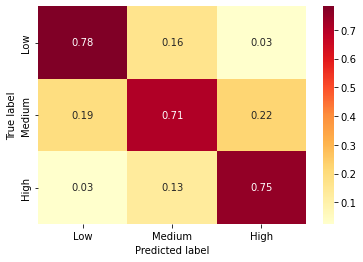 Low 0.78 0.16 0.03 0.7
0.6
Medium 0.19 0.71 0.22 0.5
0.4
0.3
High 0.03 0.13 0.75 0.2
0.1
Low Medium High
True label
Predicted label